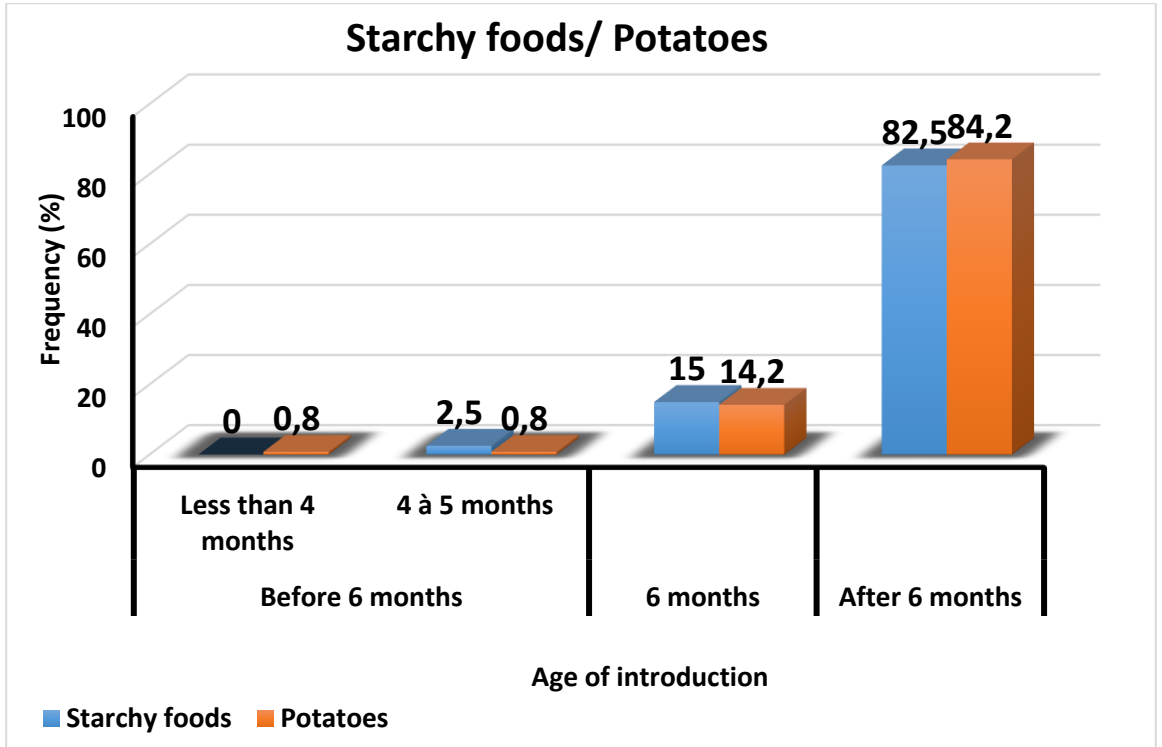 Starchy foods/ Potatoes
Frequency (%)
100
80
60
40
20
0
0
0,8
2,5
0,8
15
14,2
82,5
84,2
Less than 4
months
4 à 5 months
Before 6 months
6 months
After 6 months
Age of introduction
Starchy foods
Potatoes